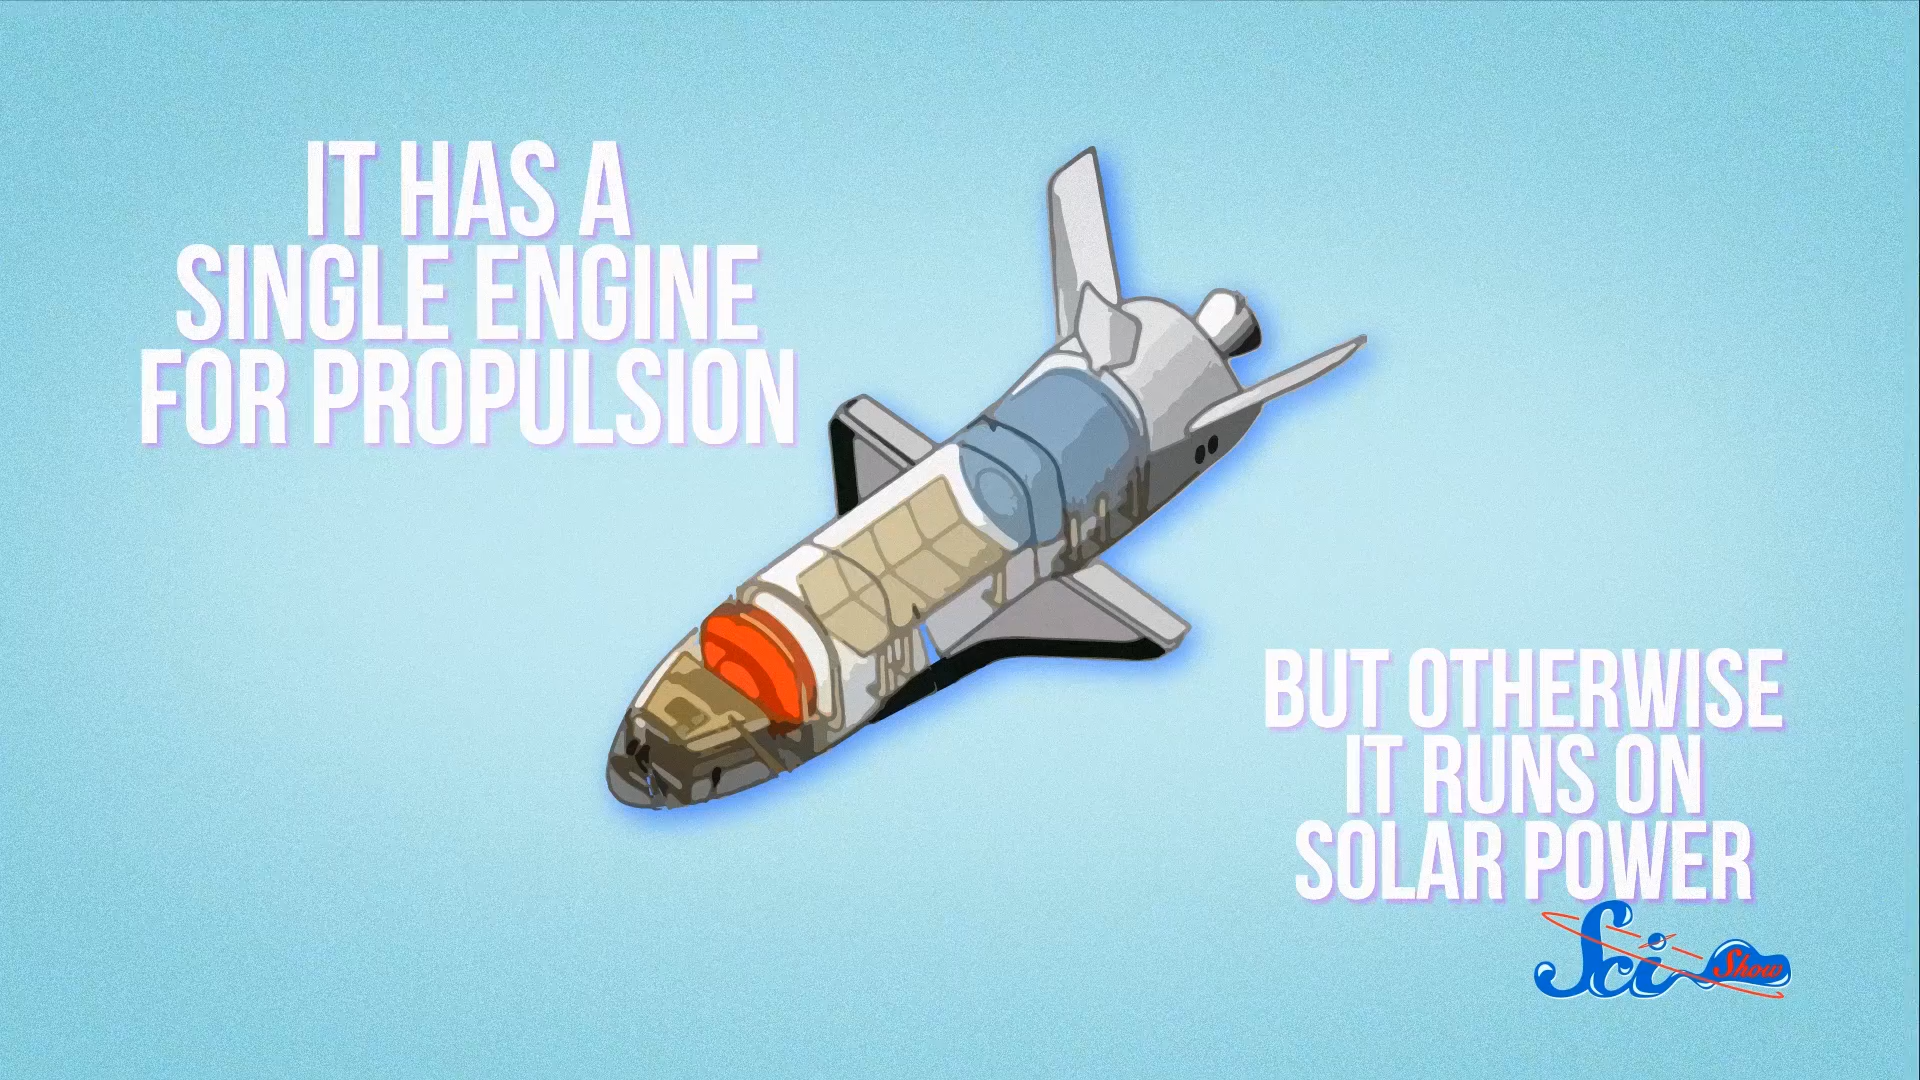 IT HAS A
SINGLE ENGINE
FOR PROPULSION
BUT OTHERWISE
IT RUNS ON
SOLAR POWER
Sci Show